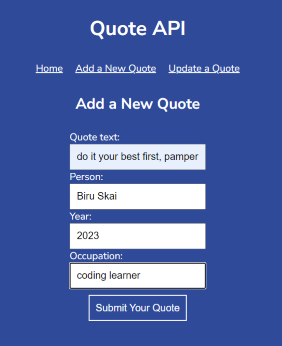 Quote API
Home Add a New Quote Update a Quote
Add a New Quote
Quote text:
do it your best first, pamper
Person:
Biru Skai
Year:
2023
Occupation:
coding learner
Submit Your Quote